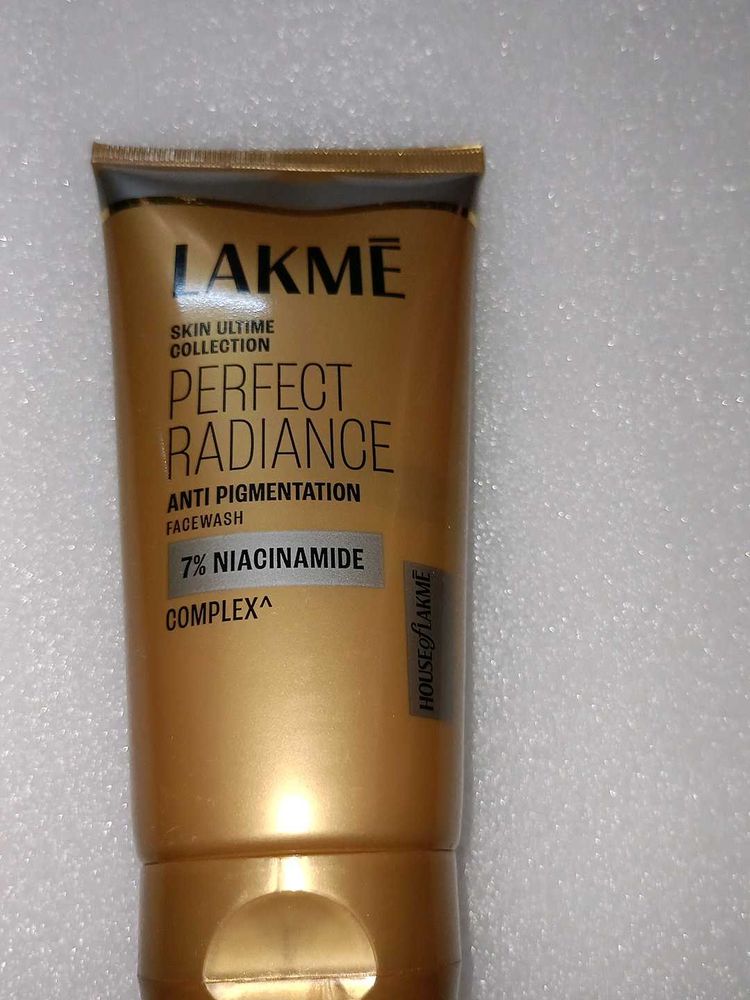 LAKMĒ
SKIN ULTIME
COLLECTION
PERFECT
RADIANCE
ANTI PIGMENTATION
FACEWASH
7% NIACINAMIDE
COMPLEX^
HOUSE of LAKMĒ